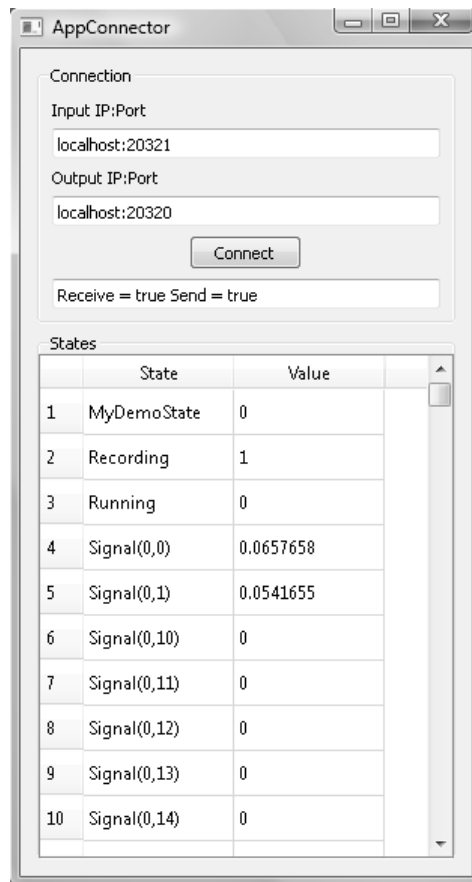 AppConnector
Connection
Input IP:Port
localhost:20321
Output IP:Port
localhost:20320
Connect
Receive = true Send = true
States
State Value
1 MyDemoState 0
2 Recording 1
3 Running 0
4 Signal(0,0) 0.0657658
5 Signal(0,1) 0.0541655
6 Signal(0,10) 0
7 Signal(0,11) 0
8 Signal(0,12) 0
9 Signal(0,13) 0
10 Signal(0,14) 0